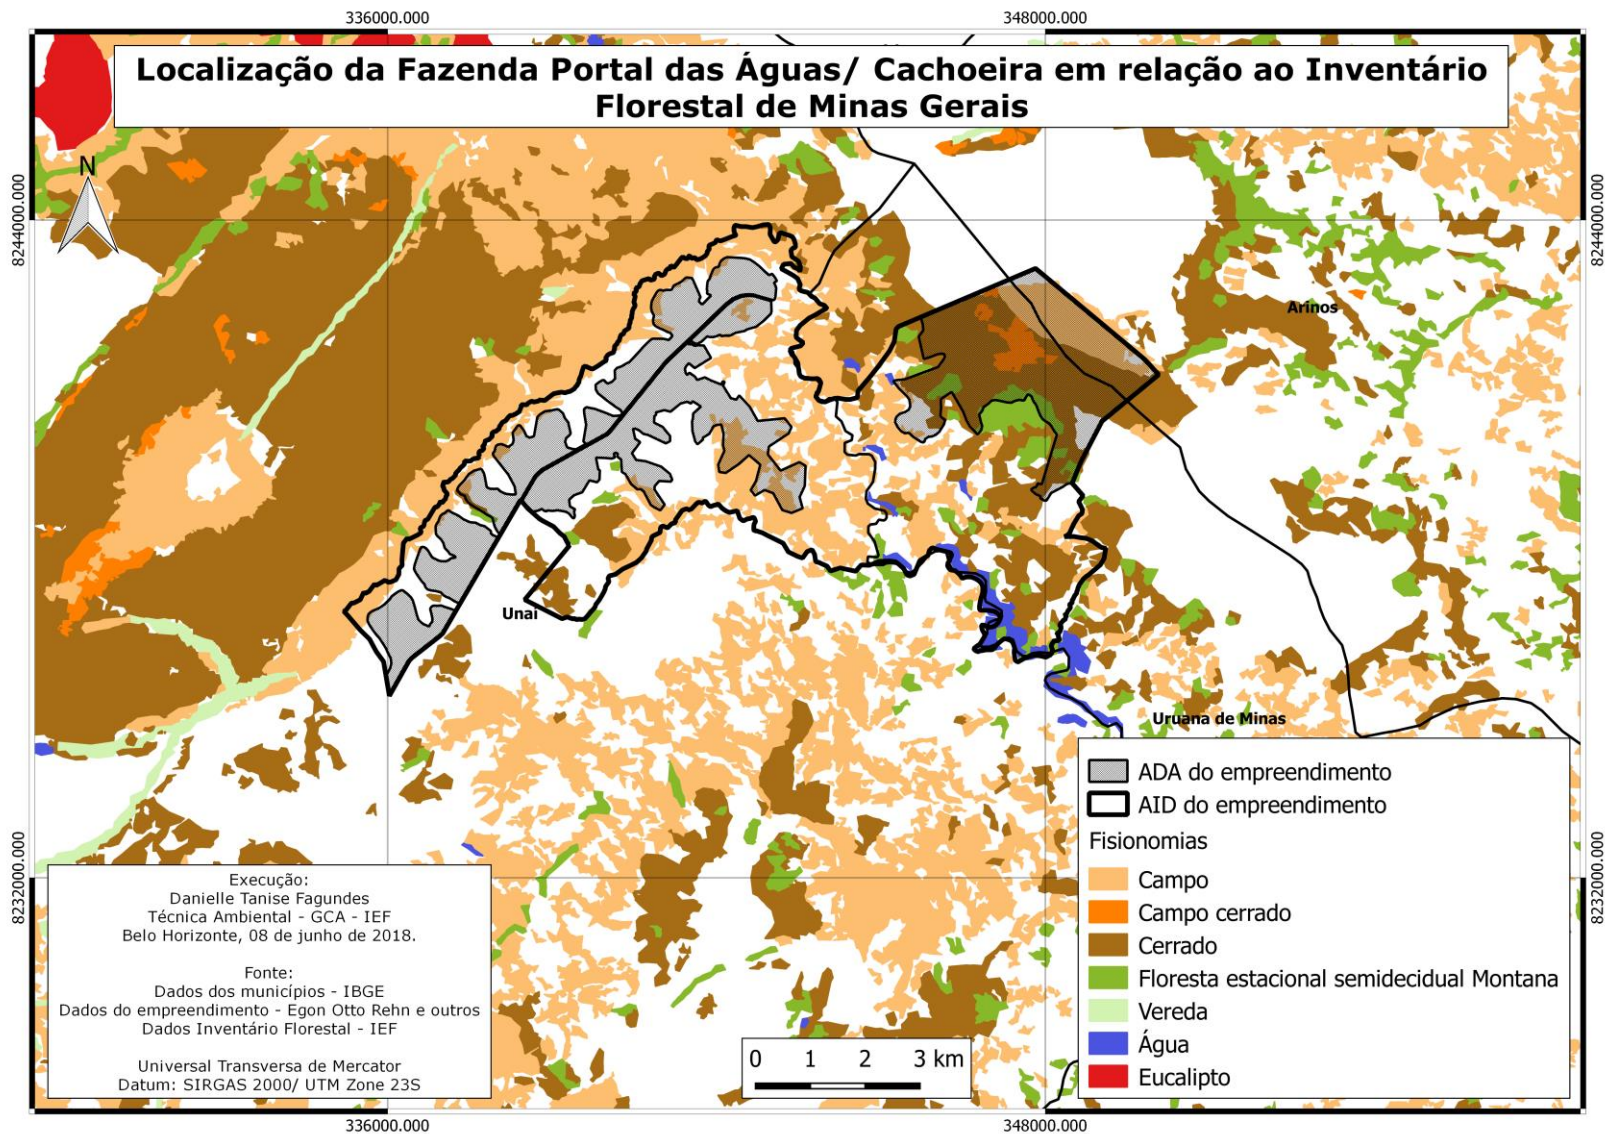 336000.000
348000.000
Localização da Fazenda Portal das Águas/ Cachoeira em relação ao Inventário
Florestal de Minas Gerais
N
8244000.000
8244000.000
Arinos
Unaí
Uruana de Minas
ADA do empreendimento
AID do empreendimento
Fisionomias
Campo
Campo cerrado
Cerrado
Floresta estacional semidecidual Montana
Vereda
Água
Eucalipto
8232000.000
8232000.000
Execução:
Danielle Tanise Fagundes
Técnica Ambiental - GCA - IEF
Belo Horizonte, 08 de junho de 2018.
Fonte:
Dados dos municípios - IBGE
Dados do empreendimento - Egon Otto Rehn e outros
Dados Inventário Florestal - IEF
Universal Transversa de Mercator
Datum: SIRGAS 2000/ UTM Zone 23S
0 1 2 3 km
336000.000
348000.000